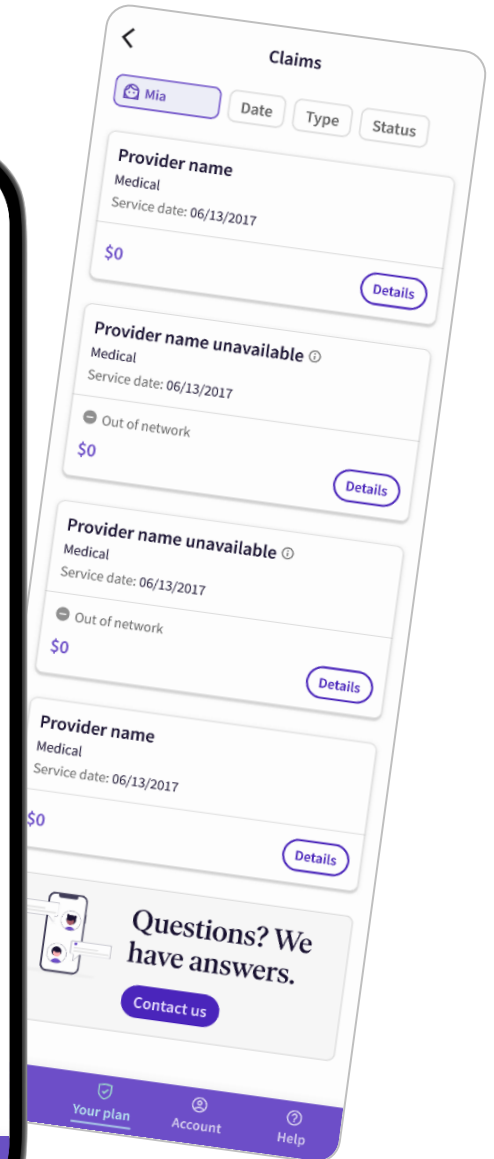 Claims
Mia
Date
Type
Status
Provider name
Medical
Service date: 06/13/2017
$0
Details
Provider name unavailable
Medical
Service date: 06/13/2017
Out of network
$0
Details
Provider name unavailable
Medical
Service date: 06/13/2017
Out of network
$0
Details
Provider name
Medical
Service date: 06/13/2017
$0
Details
Questions? We
have answers.
Contact us
Your plan
Account
Help